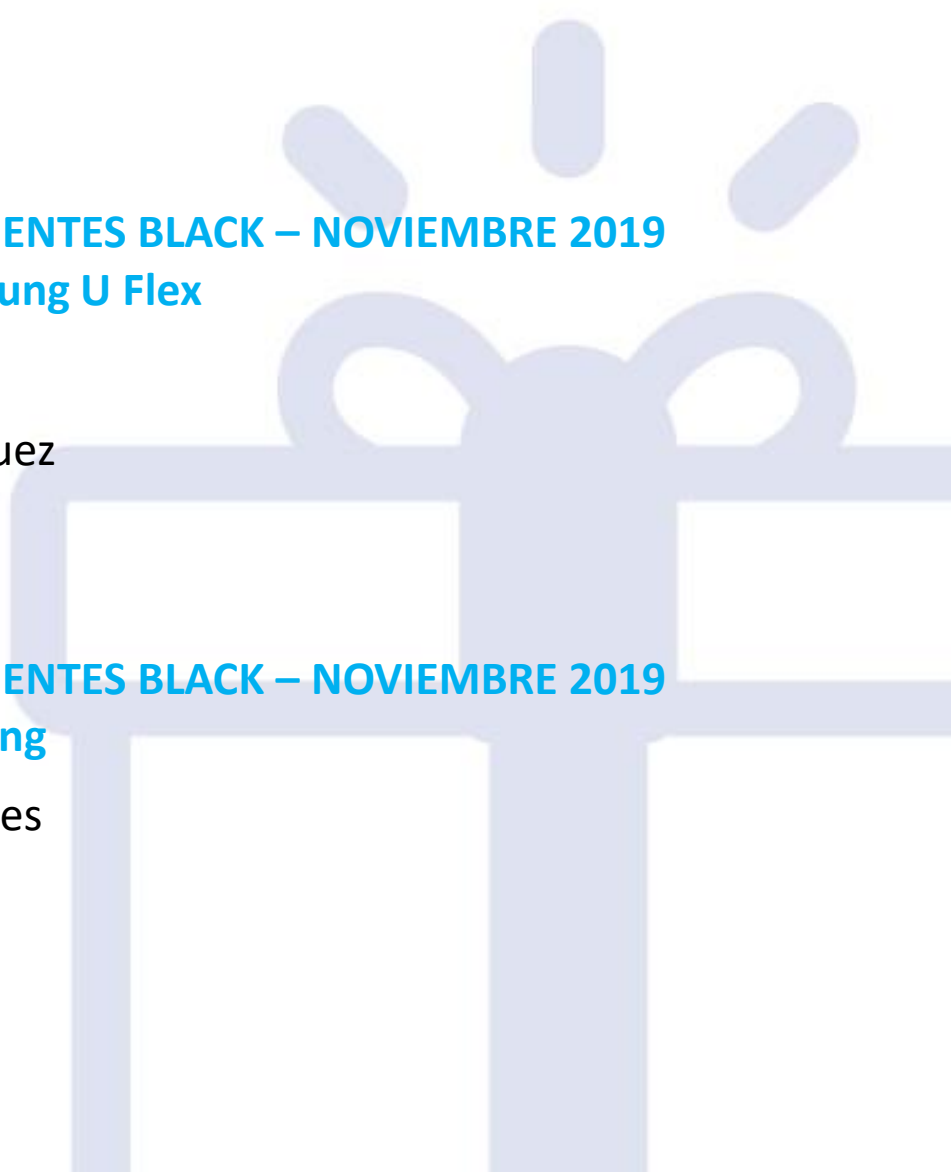 ENTES BLACK – NOVIEMBRE 2019
ung U Flex
uez
ENTES BLACK – NOVIEMBRE 2019
ng
es